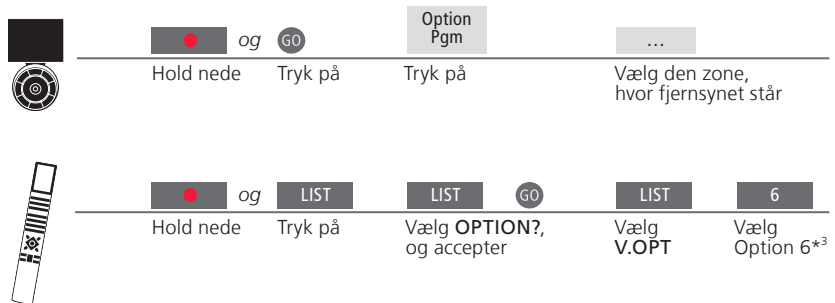 og GO Option
Pgm ...
Hold nede Tryk på Tryk på Vælg den zone,
hvor fjernsynet står
og LIST LIST GO LIST 6
Hold nede Tryk på Vælg OPTION?, Vælg Vælg
og accepter V.OPT Option 6*3